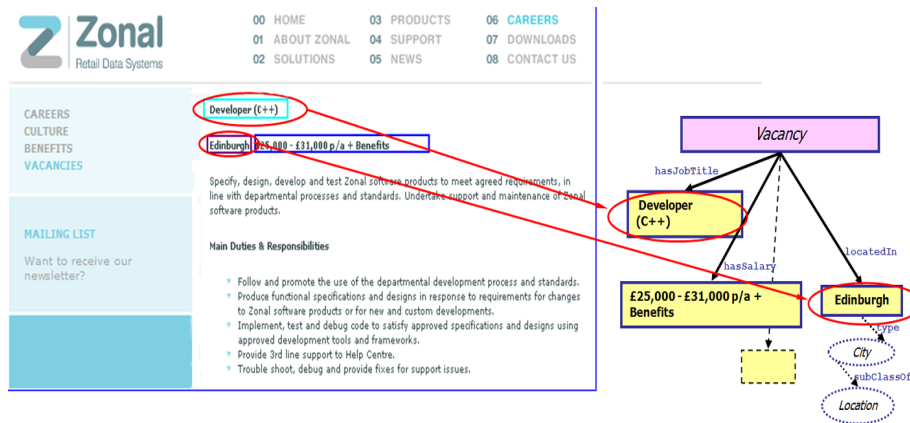 Zonal
Retail Data Systems
00 HOME
01 ABOUT ZONAL
02 SOLUTIONS
03 PRODUCTS
04 SUPPORT
05 NEWS
06 CAREERS
07 DOWNLOADS
08 CONTACT US
CAREERS
CULTURE
BENEFITS
VACANCIES
MAILING LIST
Want to receive our
newsletter?
Developer (C++)
Edinburgh £25,000 - £31,000 p/a + Benefits
Specify, design, develop and test Zonal software products to meet agreed requirements, in
line with departmental processes and standards. Undertake support and maintenance of Zonal
software products.
Main Duties & Responsibilities
Follow and promote the use of the departmental development process and standards.
Produce functional specifications and designs in response to requirements for changes
to Zonal software products or for new and custom developments.
Implement, test and debug code to satisfy approved specifications and designs using
approved development tools and frameworks.
Provide 3rd line support to Help Centre.
Trouble shoot, debug and provide fixes for support issues.
Vacancy
hasJobTitle
Developer
(C++)
locatedIn
hasSalary
£25,000 - £31,000 p/a +
Benefits
Edinburgh
type
City
subClassOf
Location